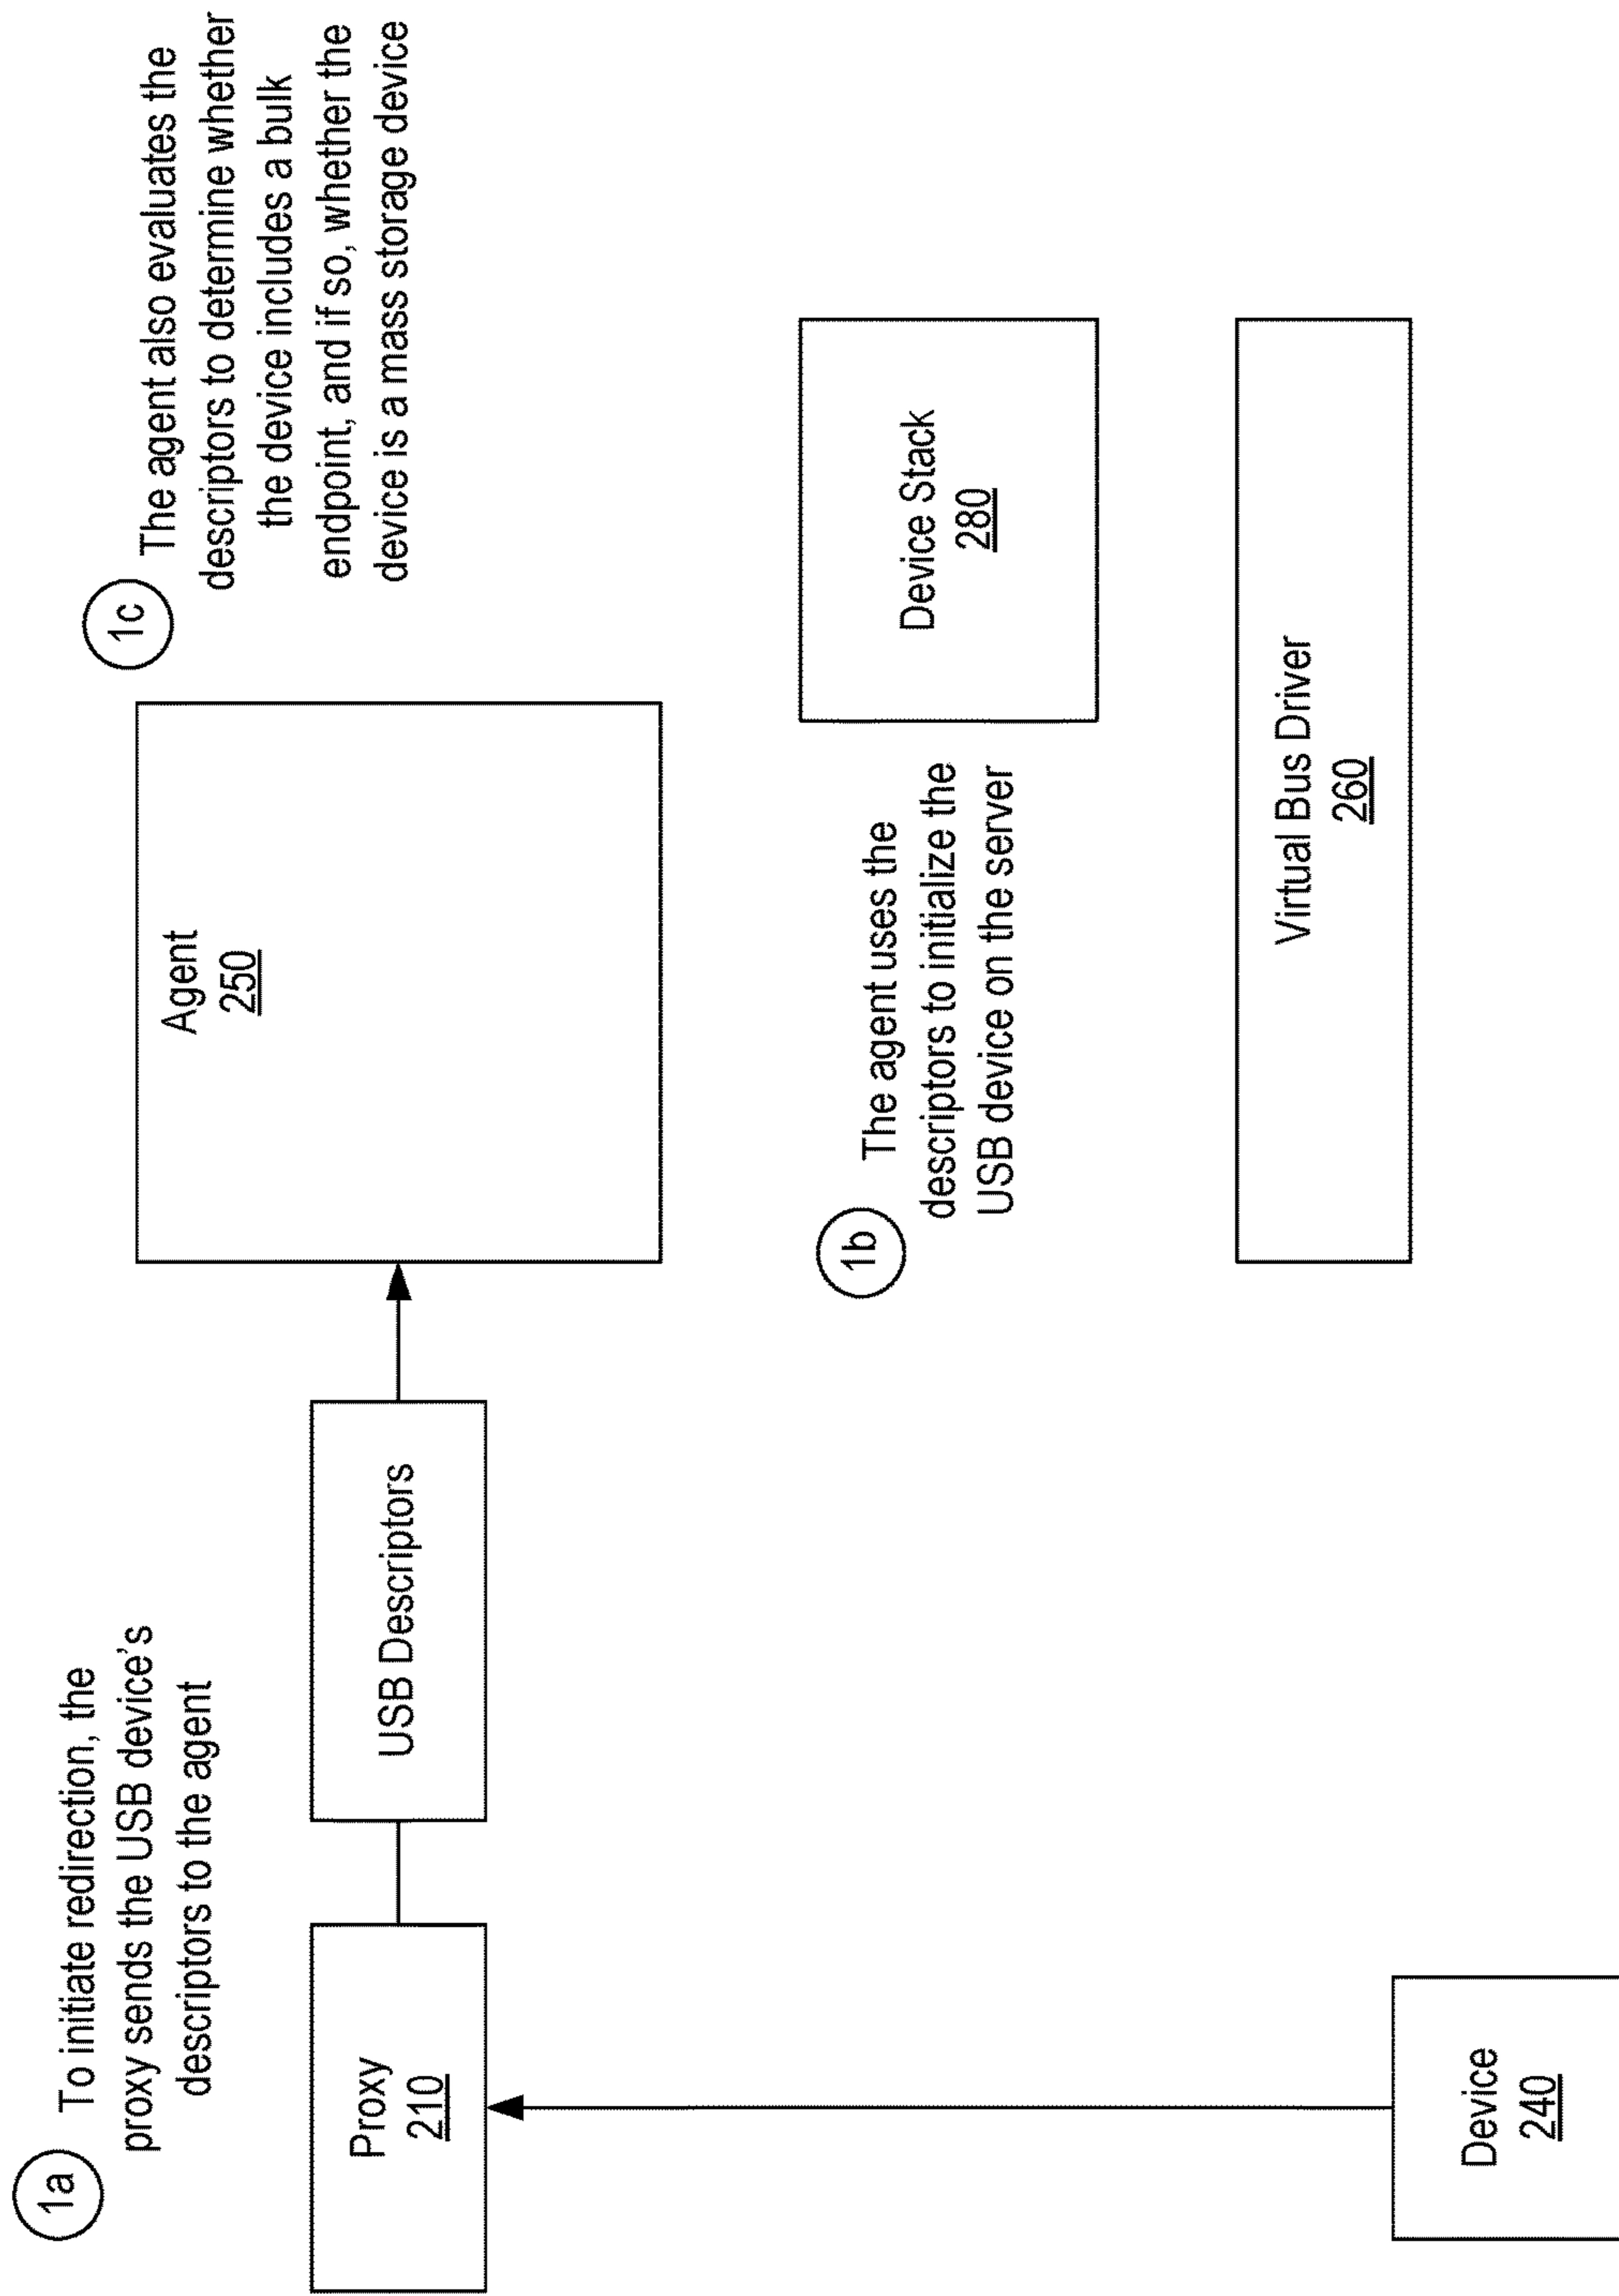 1a
To initiate redirection, the
proxy sends the USB device's
descriptors to the agent
Proxy
210
USB Descriptors
Agent
250
1c
The agent also evaluates the
descriptors to determine whether
the device includes a bulk
endpoint, and if so, whether the
device is a mass storage device
1b
The agent uses the
descriptors to initialize the
USB device on the server
Device Stack
280
Virtual Bus Driver
260
Device
240